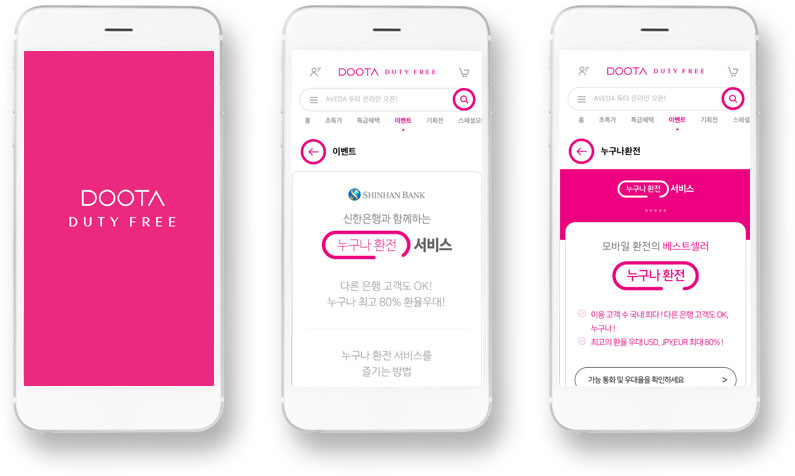 DOOTA
DUTY FREE
DOOTA DUTY FREE
AVEDA 두타 온라인 오픈!
홈 초특가 특급혜택 이벤트 기획전 스페셜오
이벤트
SHINHAN BANK
신한은행과 함께하는
누구나 환전 서비스
다른 은행 고객도 OK!
누구나 최고 80% 환율우대!
누구나 환전 서비스를
즐기는 방법
DOOTA DUTY FREE
AVEDA 두타 온라인 오픈!
홈 초특가 특급혜택 이벤트 기획전 스페셜
누구나환전
누구나 환전 서비스
모바일 환전의 베스트셀러
누구나 환전
이용 고객 수 국내 최다! 다른 은행 고객도 OK,
누구나!
최고의 환율 우대 USD, JPY,EUR 최대 80% !
가능 통화 및 우대율을 확인하세요 >